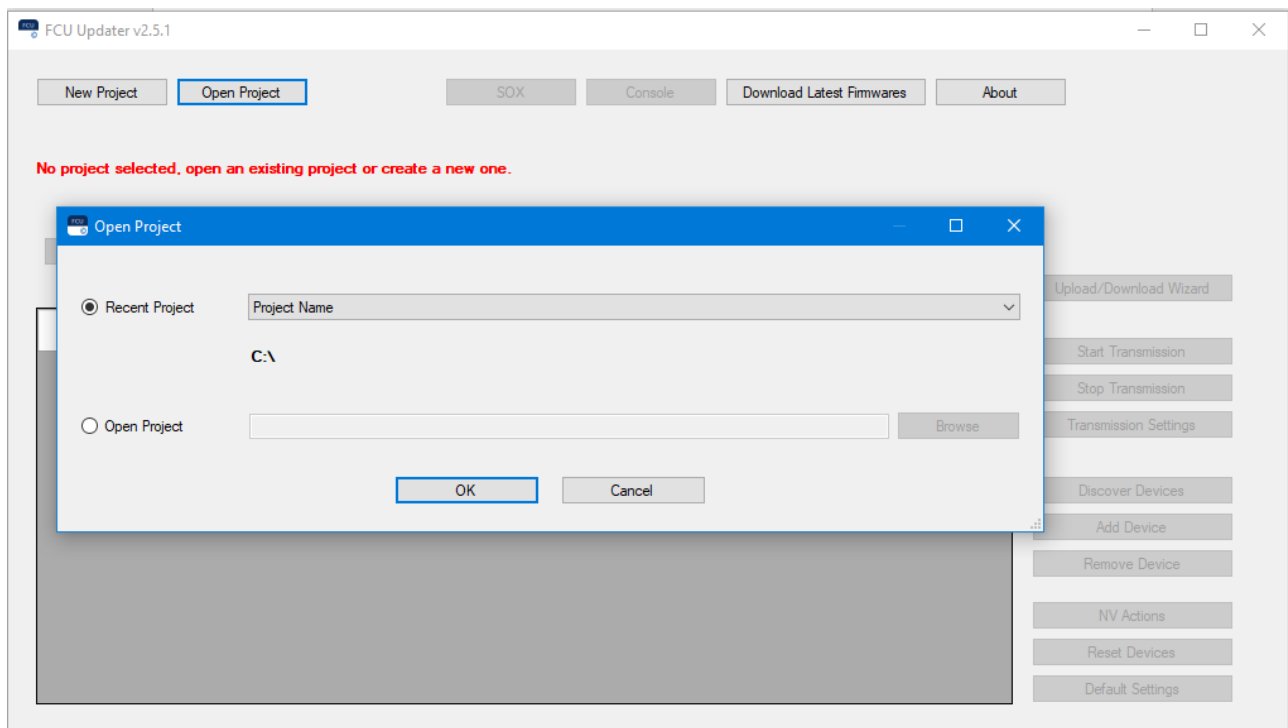 FCU Updater v2.5.1
New Project
Open Project
SOX
Console
Download Latest Firmwares
About
No project selected, open an existing project or create a new one.
Open Project
Recent Project
Project Name
C:\
Open Project
Browse
OK
Cancel
Upload/Download Wizard
Start Transmission
Stop Transmission
Transmission Settings
Discover Devices
Add Device
Remove Device
NV Actions
Reset Devices
Default Settings